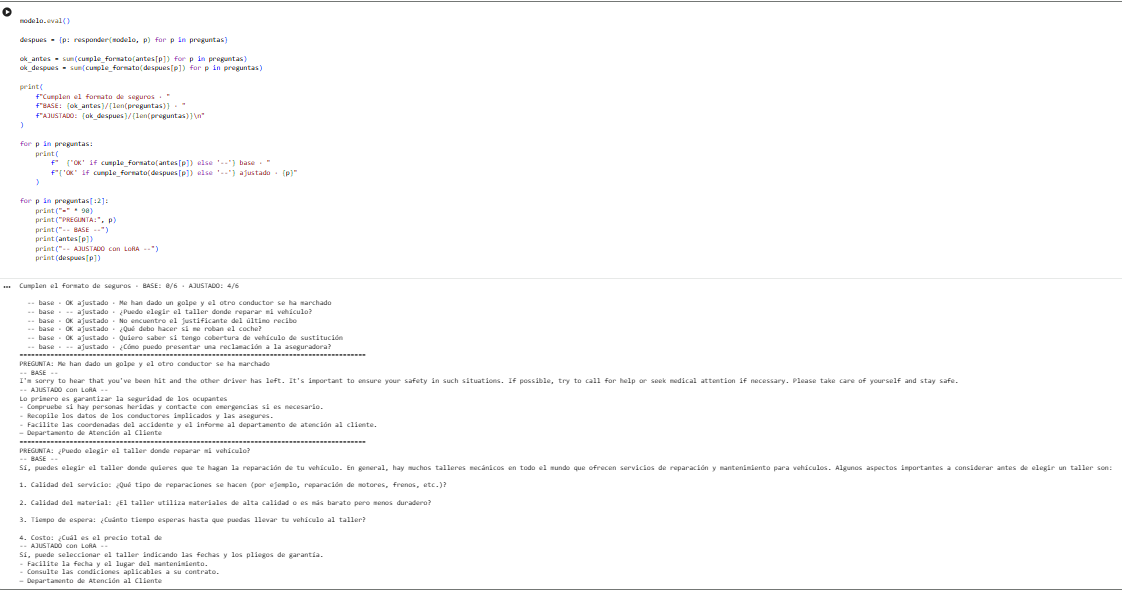 modelo.eval()
despues = {p: responder(modelo, p) for p in preguntas}
ok_antes = sum(cumple_formato(antes[p]) for p in preguntas)
ok_despues = sum(cumple_formato(despues[p]) for p in preguntas)
print(
f"Cumplen el formato de seguros · "
f"BASE: {ok_antes}/{len(preguntas)} · "
f"AJUSTADO: {ok_despues}/{len(preguntas)}\n"
)
for p in preguntas:
print(
f"  {'OK' if cumple_formato(antes[p]) else '--'} base · "
f"{'OK' if cumple_formato(despues[p]) else '--'} ajustado · {p}"
)
for p in preguntas[:2]:
print("=" * 90)
print("PREGUNTA:", p)
print("-- BASE --")
print(antes[p])
print("-- AJUSTADO con LoRA --")
print(despues[p])
Cumplen el formato de seguros · BASE: 0/6 · AJUSTADO: 4/6
-- base · OK ajustado · Me han dado un golpe y el otro conductor se ha marchado
-- base · -- ajustado · ¿Puedo elegir el taller donde reparar mi vehículo?
-- base · OK ajustado · No encuentro el justificante del último recibo
-- base · OK ajustado · ¿Qué debo hacer si me roban el coche?
-- base · OK ajustado · Quiero saber si tengo cobertura de vehículo de sustitución
-- base · -- ajustado · ¿Cómo puedo presentar una reclamación a la aseguradora?
==========================================================================================
PREGUNTA: Me han dado un golpe y el otro conductor se ha marchado
-- BASE --
I'm sorry to hear that you've been hit and the other driver has left. It's important to ensure your safety in such situations. If possible, try to call for help or seek medical attention if necessary. Please take care of yourself and stay safe.
-- AJUSTADO con LoRA --
Lo primero es garantizar la seguridad de los ocupantes
- Compruebe si hay personas heridas y contacte con emergencias si es necesario.
- Recopile los datos de los conductores implicados y las asegures.
- Facilite las coordenadas del accidente y el informe al departamento de atención al cliente.
— Departamento de Atención al Cliente
==========================================================================================
PREGUNTA: ¿Puedo elegir el taller donde reparar mi vehículo?
-- BASE --
Sí, puedes elegir el taller donde quieres que te hagan la reparación de tu vehículo. En general, hay muchos talleres mecánicos en todo el mundo que ofrecen servicios de reparación y mantenimiento para vehículos. Algunos aspectos importantes a considerar antes de elegir un taller son:
1. Calidad del servicio: ¿Qué tipo de reparaciones se hacen (por ejemplo, reparación de motores, frenos, etc.)?
2. Calidad del material: ¿El taller utiliza materiales de alta calidad o es más barato pero menos duradero?
3. Tiempo de espera: ¿Cuánto tiempo esperas hasta que puedas llevar tu vehículo al taller?
4. Costo: ¿Cuál es el precio total de
-- AJUSTADO con LoRA --
Sí, puede seleccionar el taller indicando las fechas y los pliegos de garantía.
- Facilite la fecha y el lugar del mantenimiento.
- Consulte las condiciones aplicables a su contrato.
— Departamento de Atención al Cliente